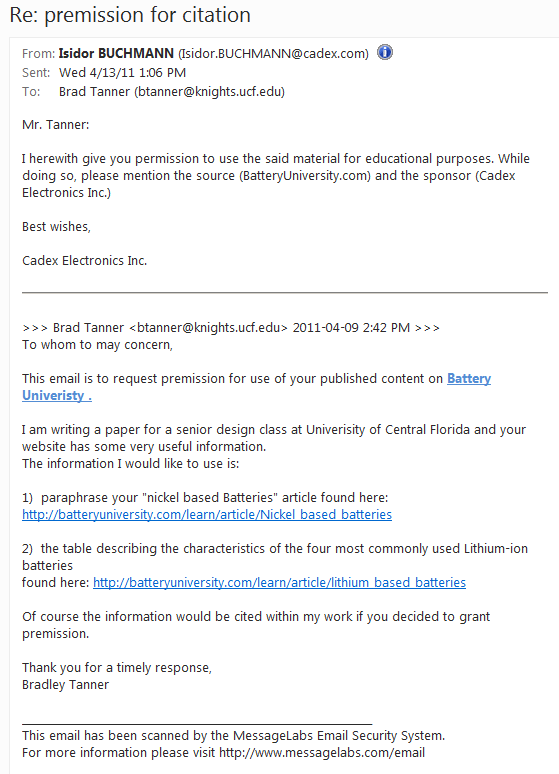 Re: premission for citation
From: Isidor BUCHMANN (Isidor.BUCHMANN@cadex.com)
Sent: Wed 4/13/11 1:06 PM
To: Brad Tanner (btanner@knights.ucf.edu)
Mr. Tanner:
I herewith give you permission to use the said material for educational purposes. While
doing so, please mention the source (BatteryUniversity.com) and the sponsor (Cadex
Electronics Inc.)
Best wishes,
Cadex Electronics Inc.
>>> Brad Tanner <btanner@knights.ucf.edu> 2011-04-09 2:42 PM >>>
To whom to may concern,
This email is to request premission for use of your published content on Battery
Univeristy .
I am writing a paper for a senior design class at Univerisity of Central Florida and your
website has some very useful information.
The information I would like to use is:
1) paraphrase your "nickel based Batteries" article found here:
http://batteryuniversity.com/learn/article/Nickel_based_batteries
2) the table describing the characteristics of the four most commonly used Lithium-ion
batteries
found here: http://batteryuniversity.com/learn/article/lithium_based_batteries
Of course the information would be cited within my work if you decided to grant
premission.
Thank you for a timely response,
Bradley Tanner
This email has been scanned by the MessageLabs Email Security System.
For more information please visit http://www.messagelabs.com/email